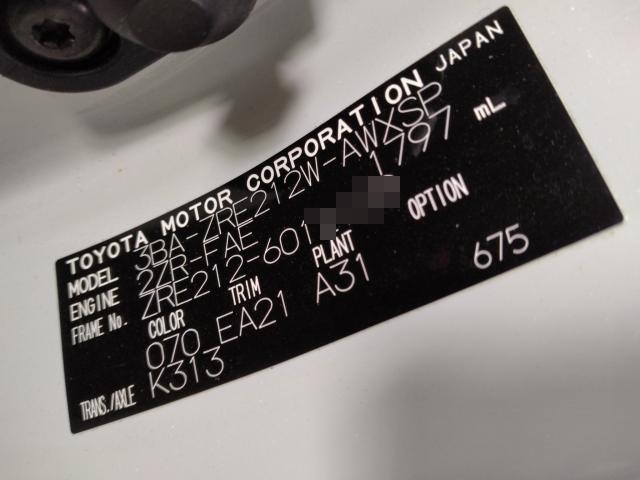 TOYOTA MOTOR CORPORATION JAPAN
MODEL 3BA-ZRE212W-AWXSP
ENGINE 2ZR-FAE 1797 mL
FRAME No. ZRE212-601
COLOR TRIM PLANT OPTION
070 EA21 A31 675
TRANS./AXLE K313